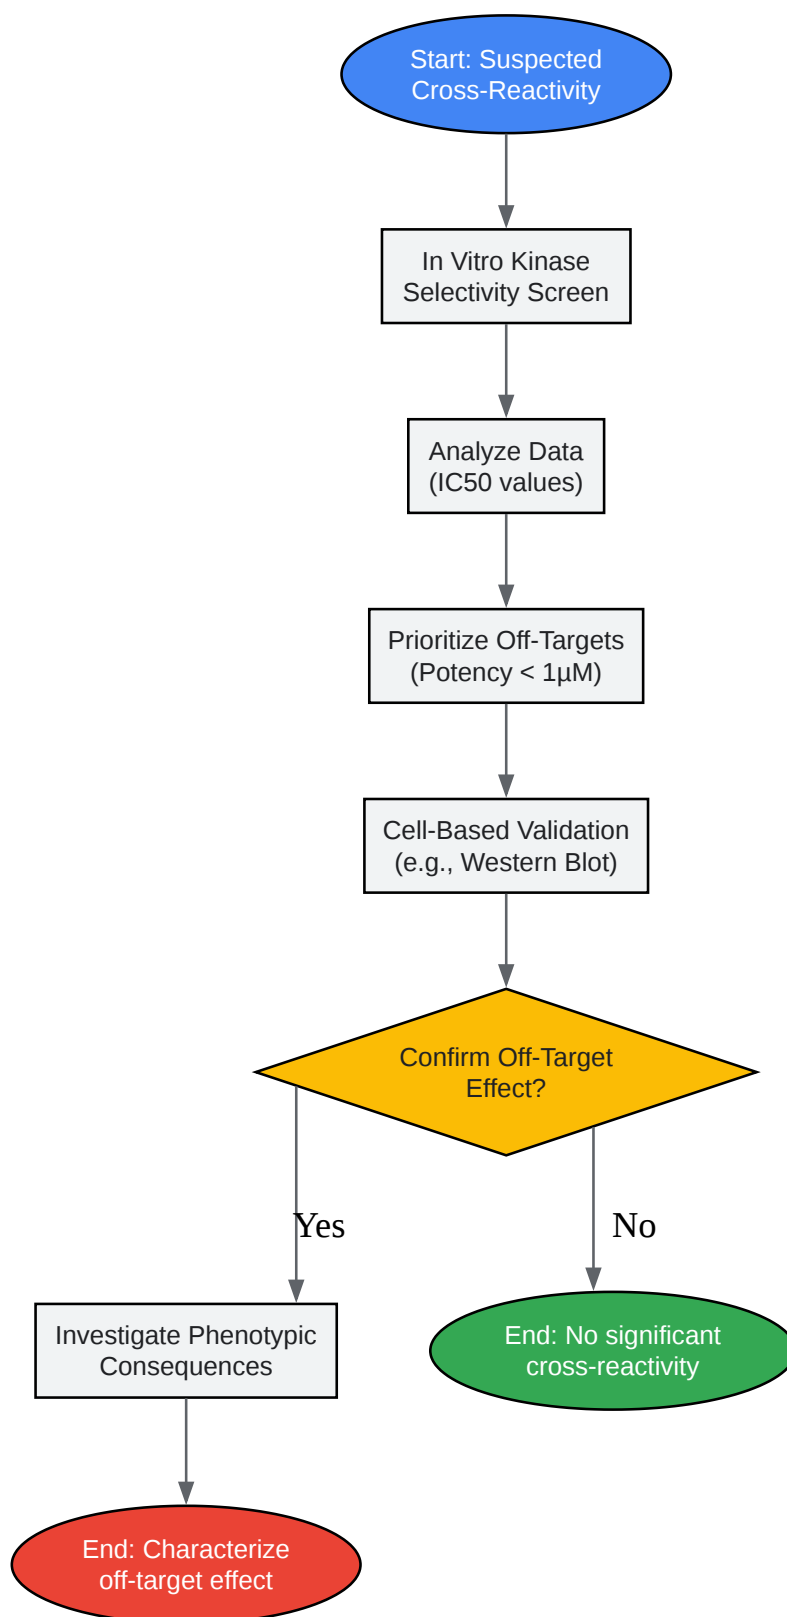 Start: Suspected
Cross-Reactivity
In Vitro Kinase
Selectivity Screen
Analyze Data
(IC50 values)
Prioritize Off-Targets
(Potency < 1µM)
Cell-Based Validation
(e.g., Western Blot)
Confirm Off-Target
Effect?
Yes
No
Investigate Phenotypic
Consequences
End: No significant
cross-reactivity
End: Characterize
off-target effect